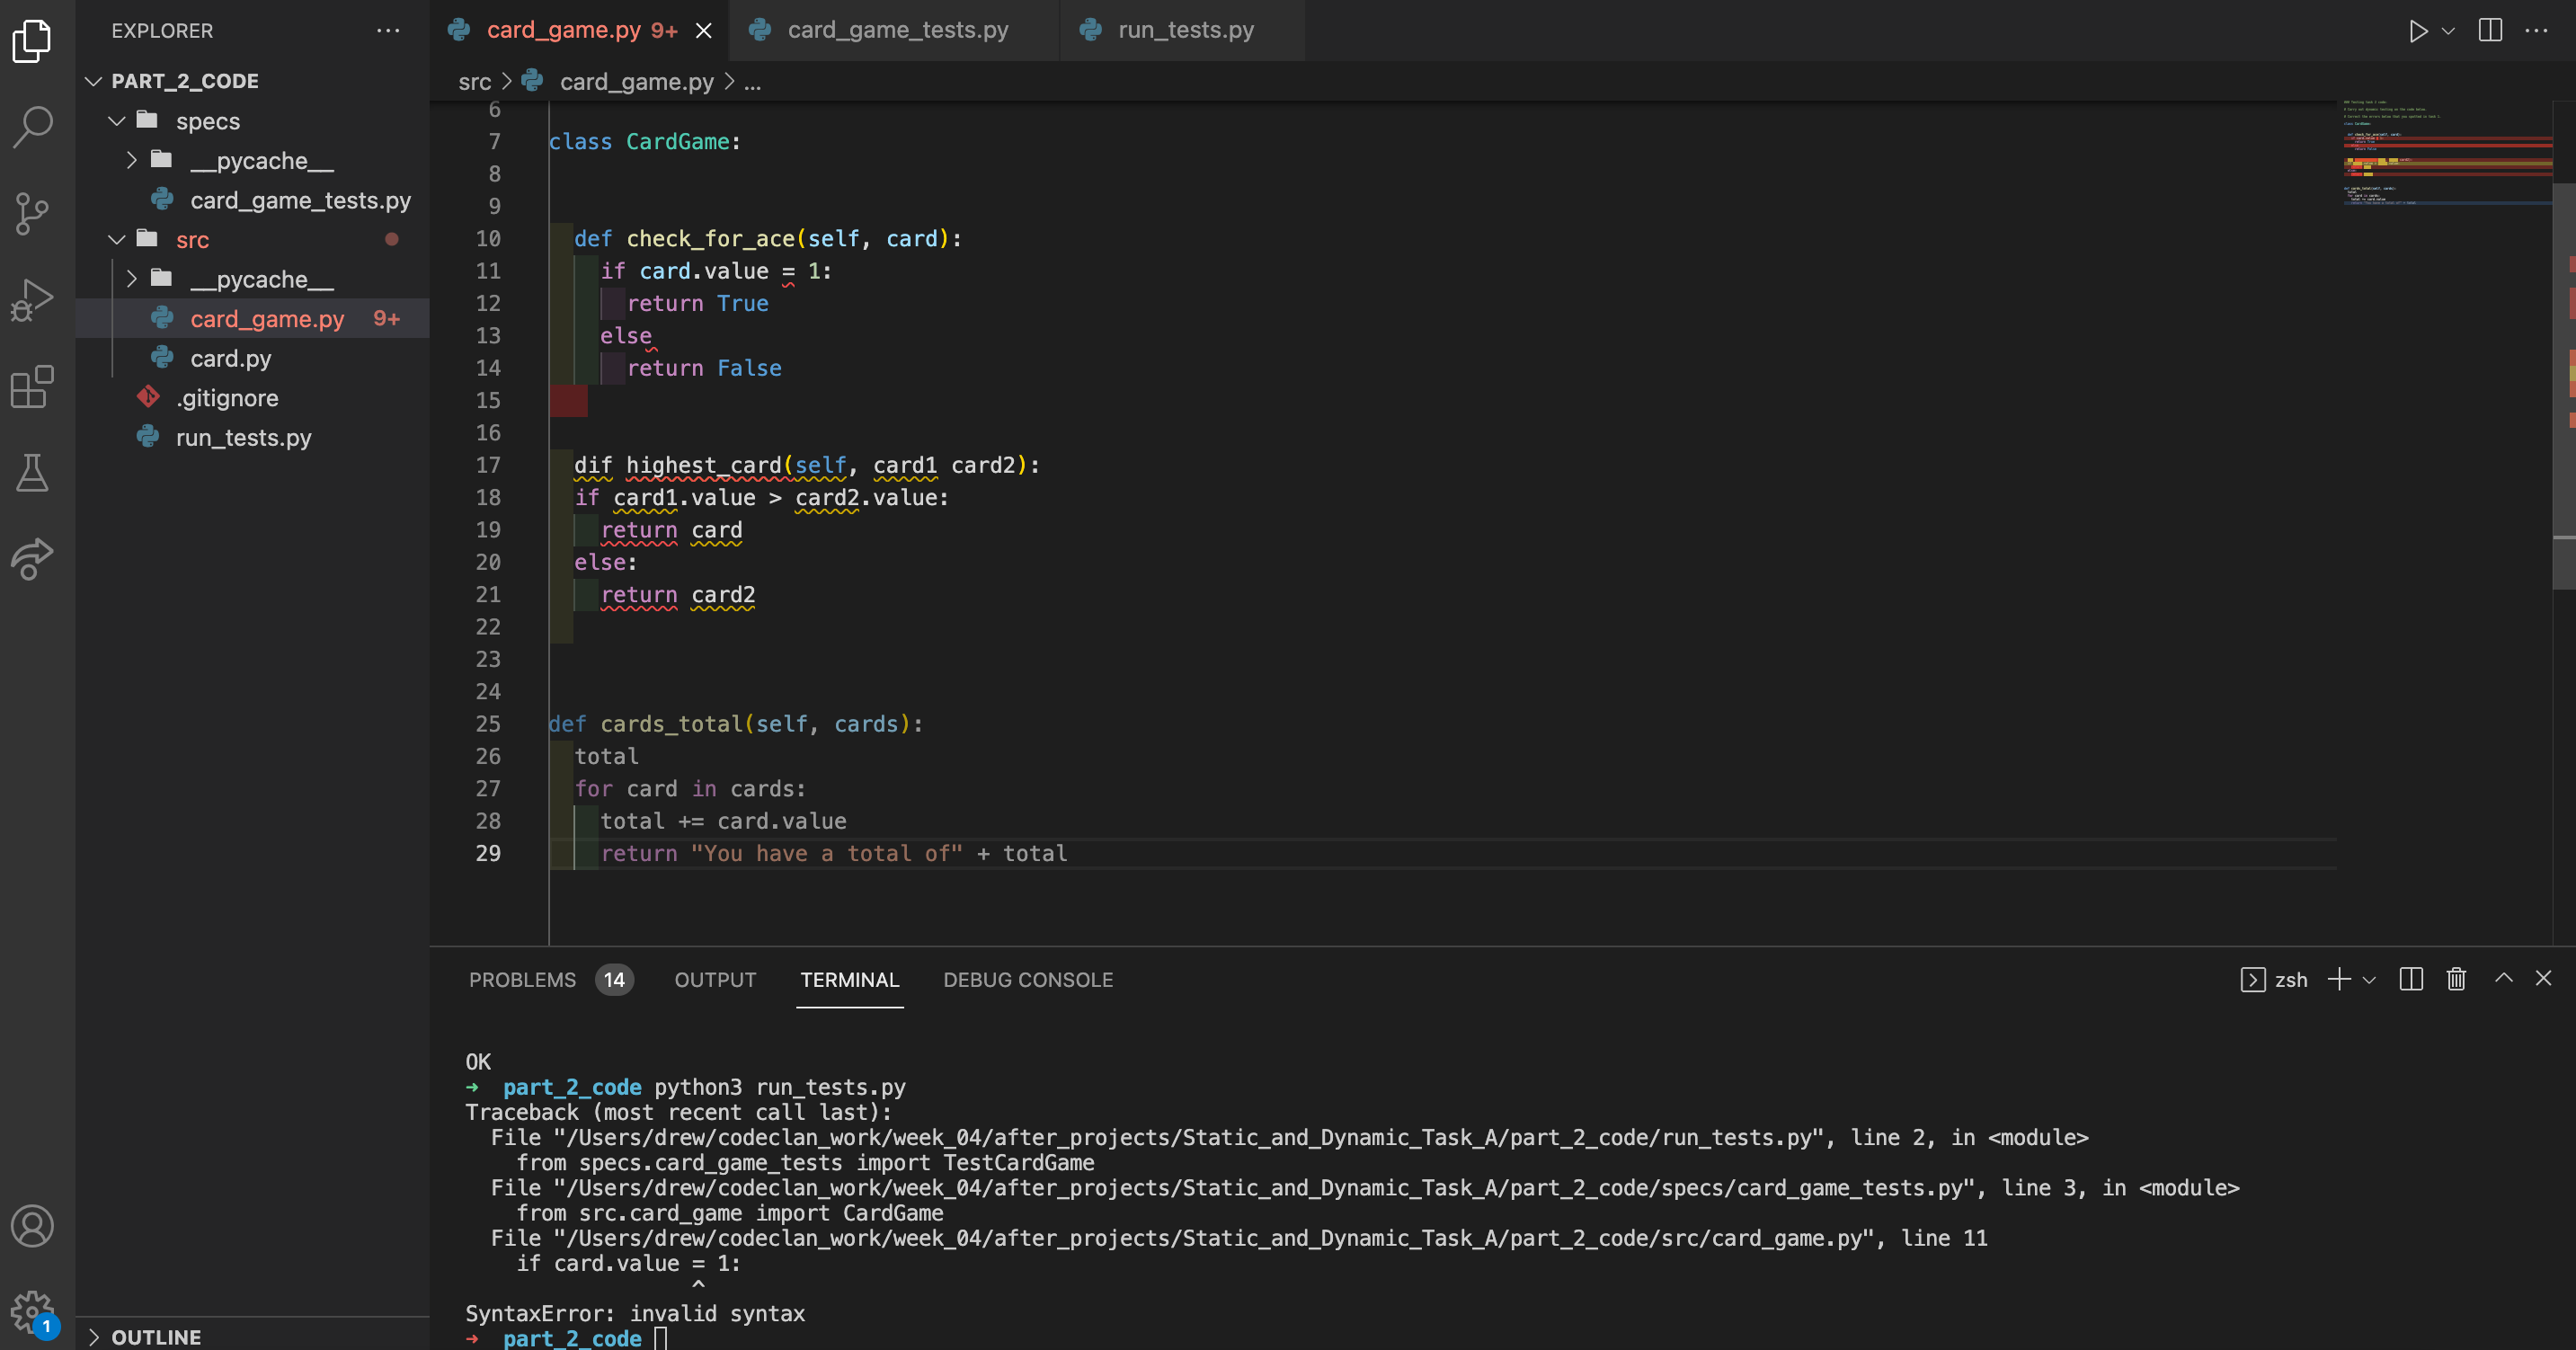 EXPLORER
PART_2_CODE
specs
__pycache__
card_game_tests.py
src
__pycache__
card_game.py 9+
card.py
.gitignore
run_tests.py
OUTLINE
1
card_game.py 9+
card_game_tests.py
run_tests.py
src > card_game.py > ...
6
7 class CardGame:
8
9
10 def check_for_ace(self, card):
11 if card.value = 1:
12 return True
13 else
14 return False
15
16
17 dif highest_card(self, card1 card2):
18 if card1.value > card2.value:
19 return card
20 else:
21 return card2
22
23
24
25 def cards_total(self, cards):
26 total
27 for card in cards:
28 total += card.value
29 return "You have a total of" + total
PROBLEMS 14 OUTPUT TERMINAL DEBUG CONSOLE
zsh
OK
➜ part_2_code python3 run_tests.py
Traceback (most recent call last):
File "/Users/drew/codeclan_work/week_04/after_projects/Static_and_Dynamic_Task_A/part_2_code/run_tests.py", line 2, in <module>
from specs.card_game_tests import TestCardGame
File "/Users/drew/codeclan_work/week_04/after_projects/Static_and_Dynamic_Task_A/part_2_code/specs/card_game_tests.py", line 3, in <module>
from src.card_game import CardGame
File "/Users/drew/codeclan_work/week_04/after_projects/Static_and_Dynamic_Task_A/part_2_code/src/card_game.py", line 11
if card.value = 1:
^
SyntaxError: invalid syntax
➜ part_2_code